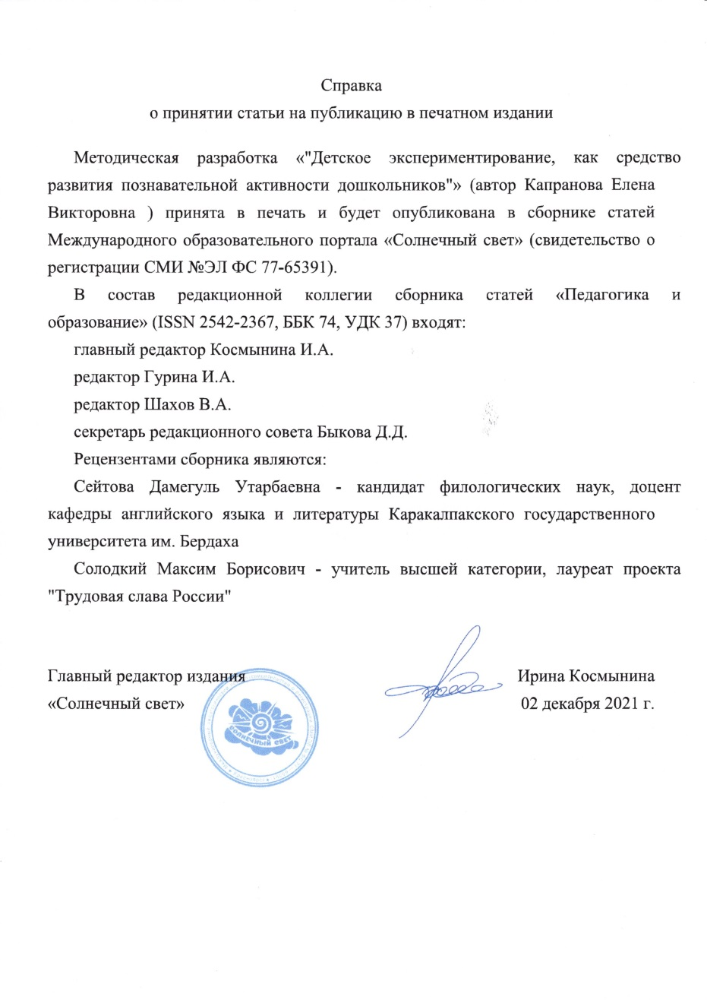 Справка
о принятии статьи на публикацию в печатном издании
Методическая разработка «"Детское экспериментирование, как средство
развития познавательной активности дошкольников"» (автор Капранова Елена
Викторовна ) принята в печать и будет опубликована в сборнике статей
Международного образовательного портала «Солнечный свет» (свидетельство о
регистрации СМИ №ЭЛ ФС 77-65391).
В состав редакционной коллегии сборника статей «Педагогика и
образование» (ISSN 2542-2367, ББК 74, УДК 37) входят:
главный редактор Космынина И.А.
редактор Гурина И.А.
редактор Шахов В.А.
секретарь редакционного совета Быкова Д.Д.
Рецензентами сборника являются:
Сейтова Дамегуль Утарбаевна - кандидат филологических наук, доцент
кафедры английского языка и литературы Каракалпакского государственного
университета им. Бердаха
Солодкий Максим Борисович - учитель высшей категории, лауреат проекта
"Трудовая слава России"
Главный редактор издания
«Солнечный свет»
Ирина Космынина
02 декабря 2021 г.
СОЛНЕЧНЫЙ СВЕТ